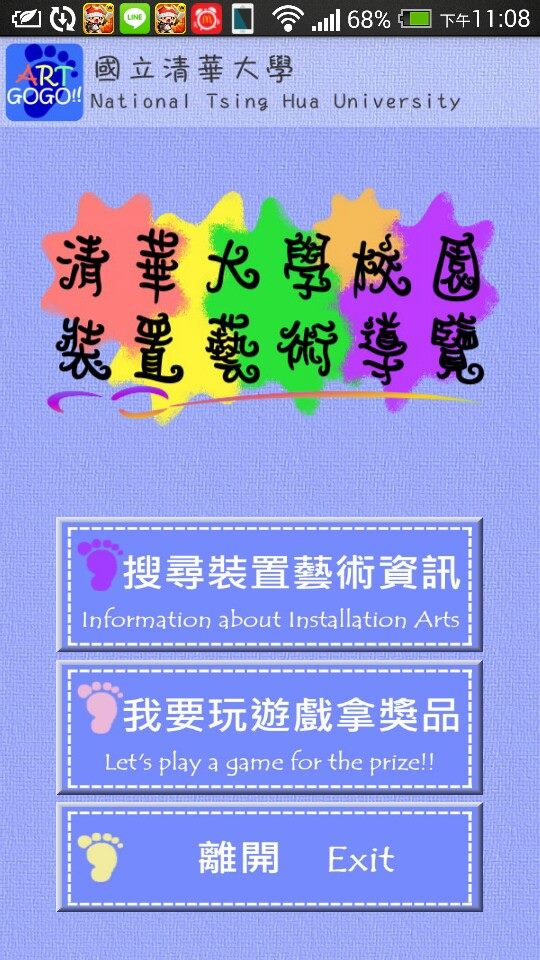 LINE
68%
下午11:08
ART
GOGO!!
國立清華大學
National Tsing Hua University
清華大學校園
裝置藝術導覽
搜尋裝置藝術資訊
Information about Installation Arts
我要玩遊戲拿獎品
Let's play a game for the prize!!
離開 Exit